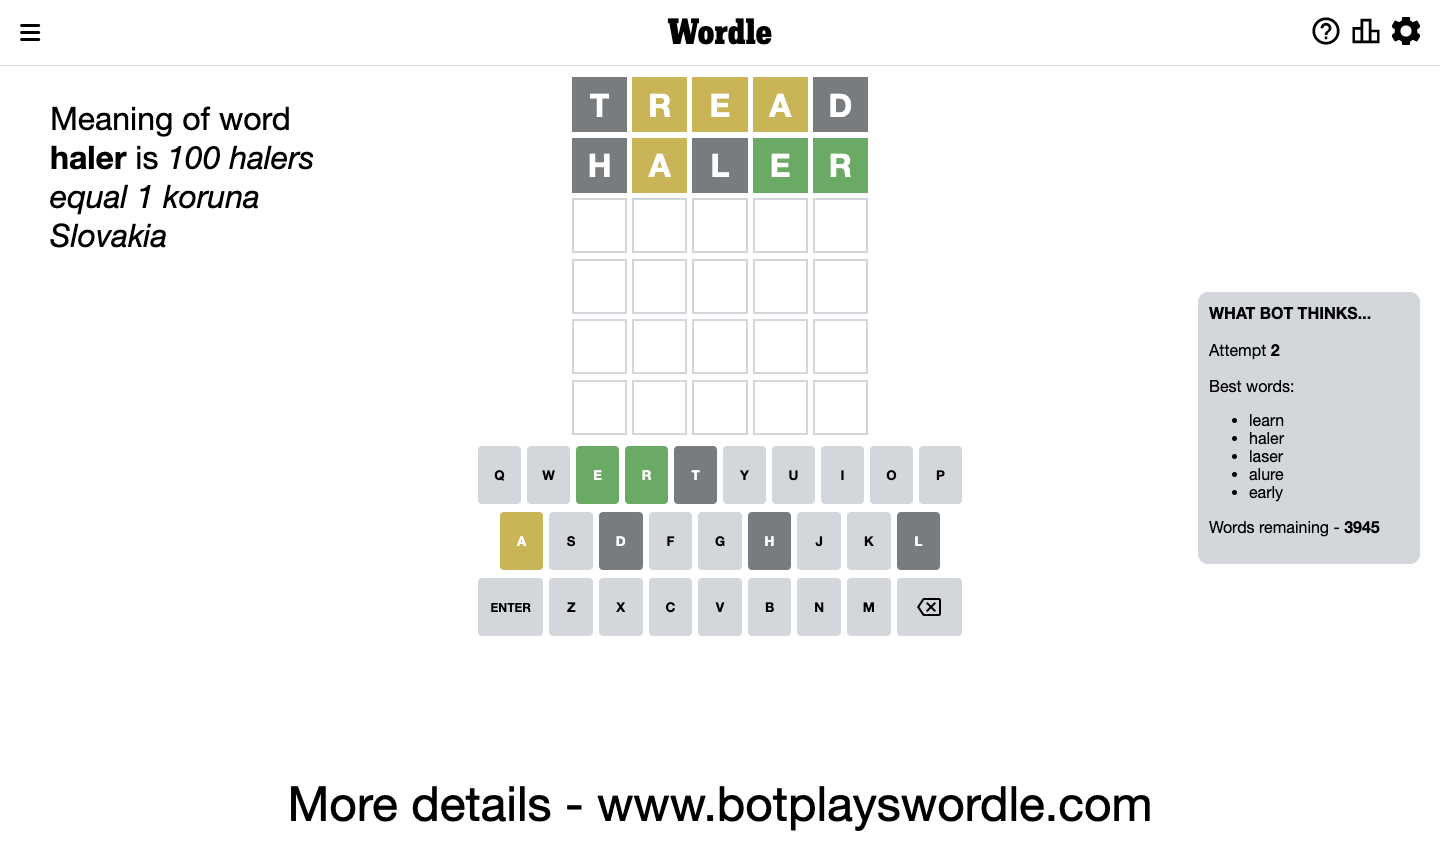 Wordle
Meaning of word
haler is 100 halers
equal 1 koruna
Slovakia
T R E A D
H A L E R
WHAT BOT THINKS...
Attempt 2
Best words:
learn
haler
laser
alure
early
Words remaining - 3945
Q W E R T Y U I O P
A S D F G H J K L
ENTER Z X C V B N M
More details - www.botplayswordle.com